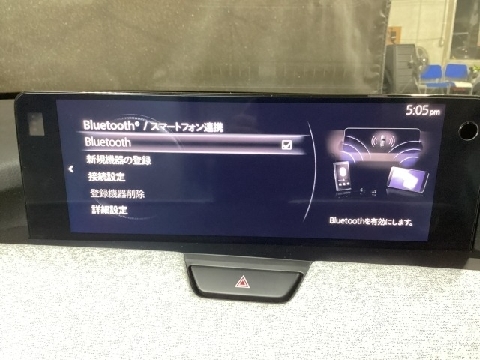 5:05 pm
Bluetooth® / スマートフォン連携
Bluetooth
新規機器の登録
接続設定
登録機器削除
詳細設定
Bluetoothを有効にします。